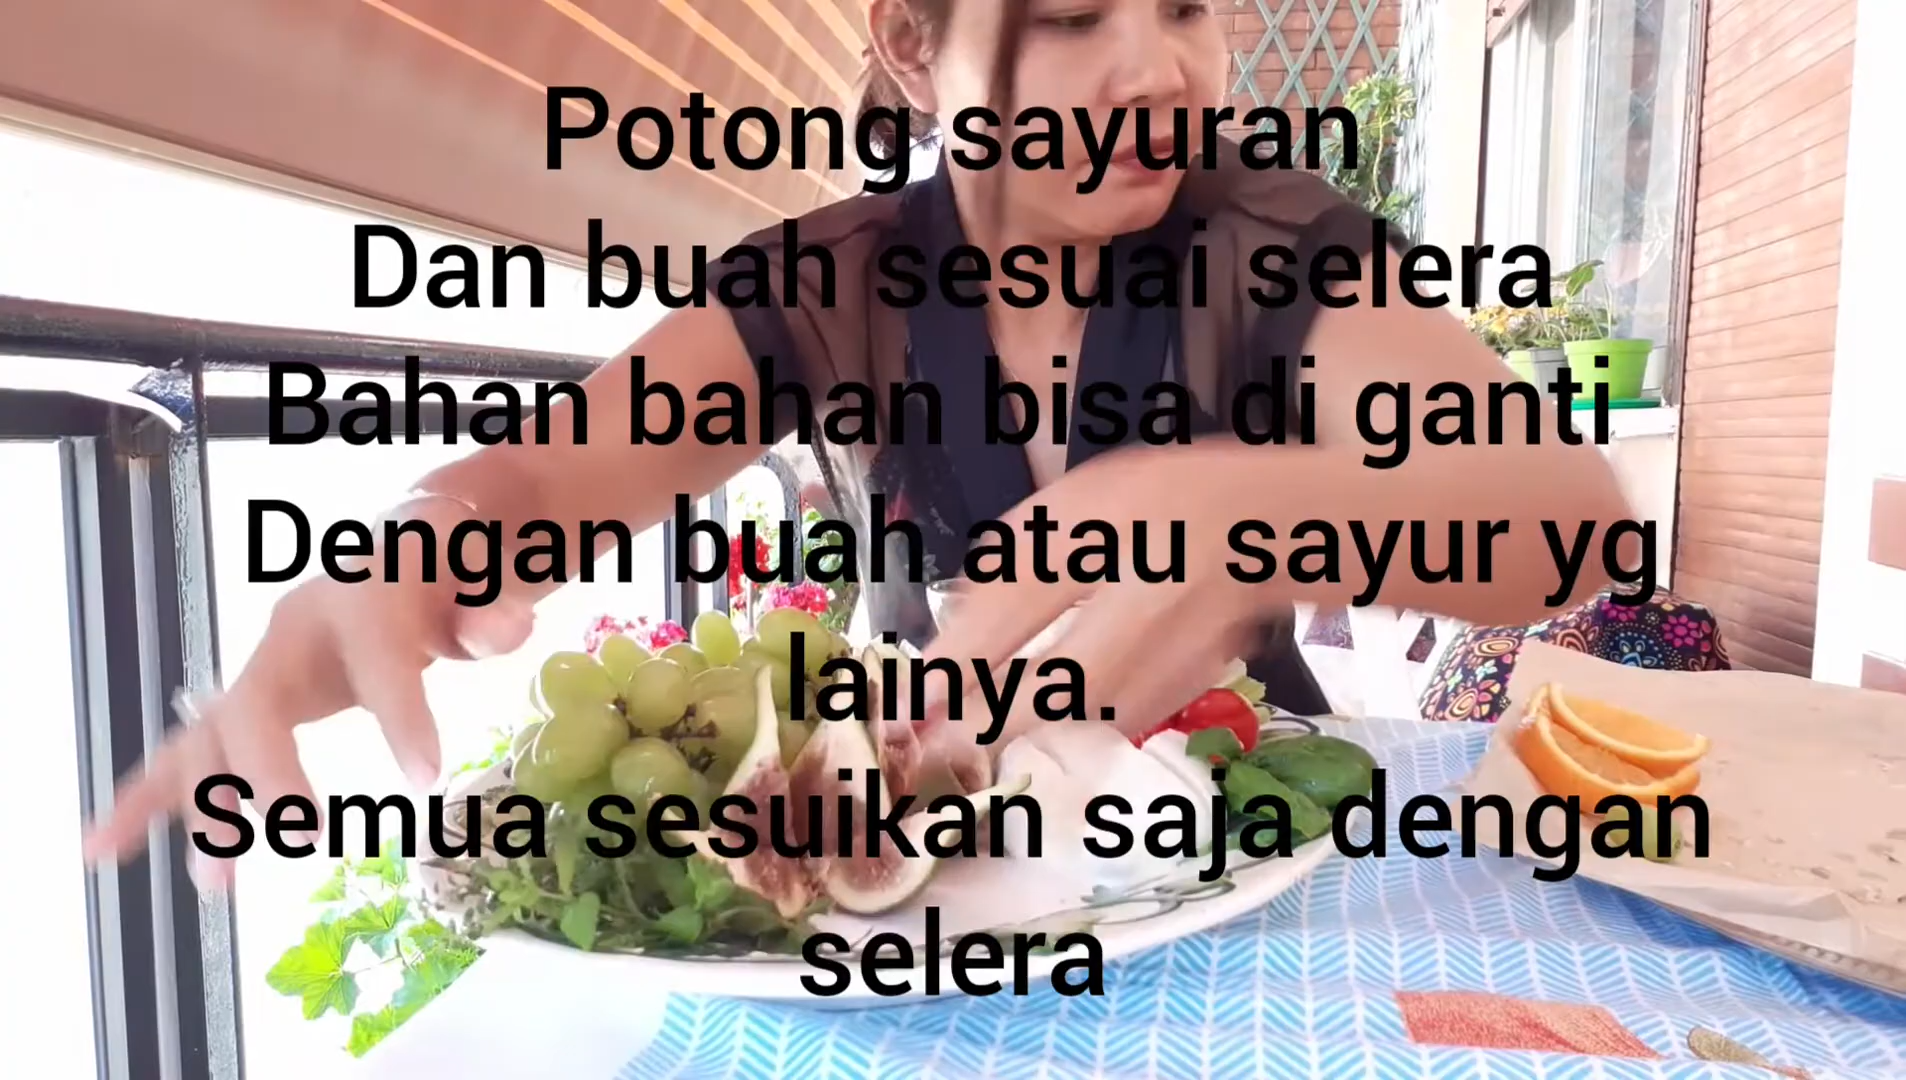 Potong sayuran
Dan buah sesuai selera
Bahan bahan bisa di ganti
Dengan buah atau sayur yg
lainya.
Semua sesuikan saja dengan
selera